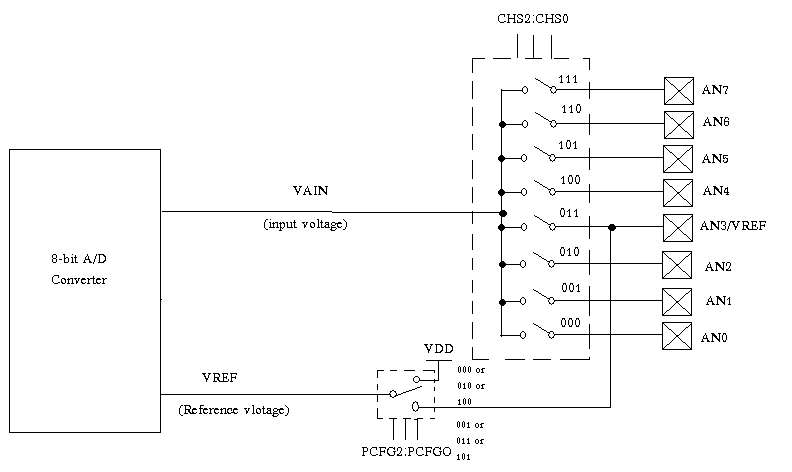 CHS2:CHS0
111
AN7
110
AN6
101
AN5
100
AN4
VAIN
(input voltage)
011
AN3/VREF
8-bit A/D
Converter
010
AN2
001
AN1
000
AN0
VDD
000 or
010 or
100
VREF
(Reference vlotage)
001 or
011 or
101
PCFG2:PCFGO